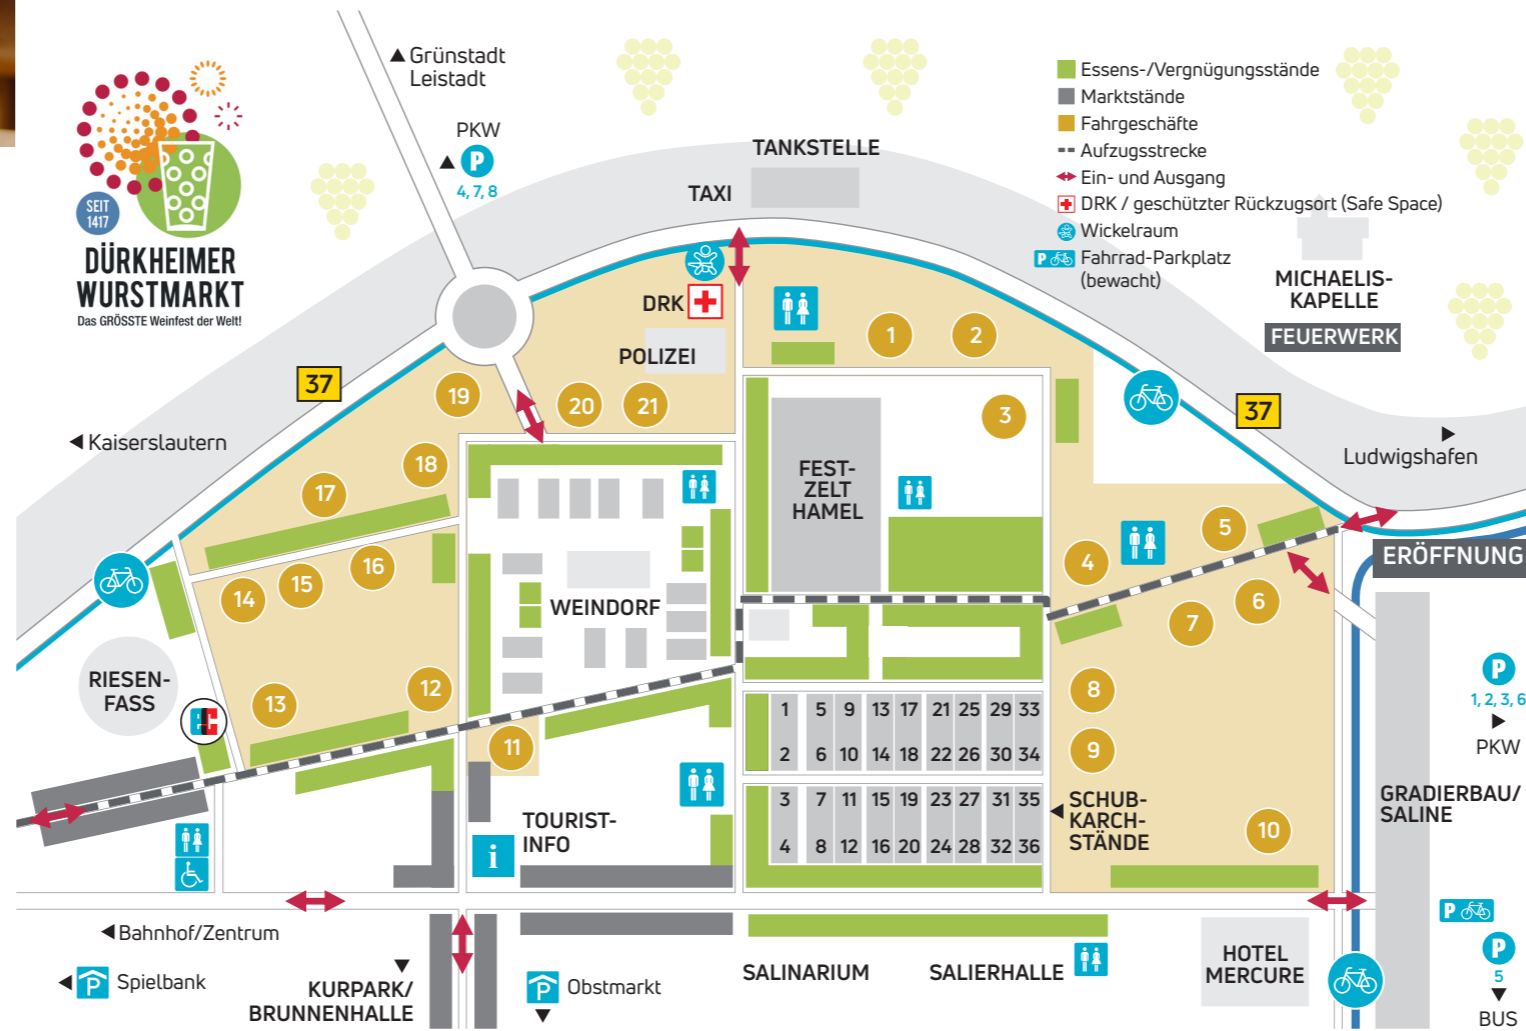 SEIT
1417
DÜRKHEIMER
WURSTMARKT
Das GRÖSSTE Weinfest der Welt!
Grünstadt
Leistadt
PKW
P
4, 7, 8
TANKSTELLE
TAXI
Essens-/Vergnügungsstände
Marktstände
Fahrgeschäfte
Aufzugsstrecke
Ein- und Ausgang
DRK / geschützter Rückzugsort (Safe Space)
Wickelraum
P Fahrrad-Parkplatz
(bewacht)
MICHAELIS-
KAPELLE
FEUERWERK
DRK
POLIZEI
1
2
3
37
37
19
20
21
Kaiserslautern
Ludwigshafen
18
17
FEST-
ZELT
HAMEL
5
4
ERÖFFNUNG
16
15
14
6
7
WEINDORF
RIESEN-
FASS
13
12
11
8
9
10
P
1, 2, 3, 6
PKW
1 5 9 13 17 21 25 29 33
2 6 10 14 18 22 26 30 34
3 7 11 15 19 23 27 31 35
4 8 12 16 20 24 28 32 36
SCHUB-
KARCH-
STÄNDE
GRADIERBAU/
SALINE
TOURIST-
INFO
i
Bahnhof/Zentrum
P Spielbank
KURPARK/
BRUNNENHALLE
P Obstmarkt
SALINARIUM
SALIERHALLE
HOTEL
MERCURE
P
P
5
BUS